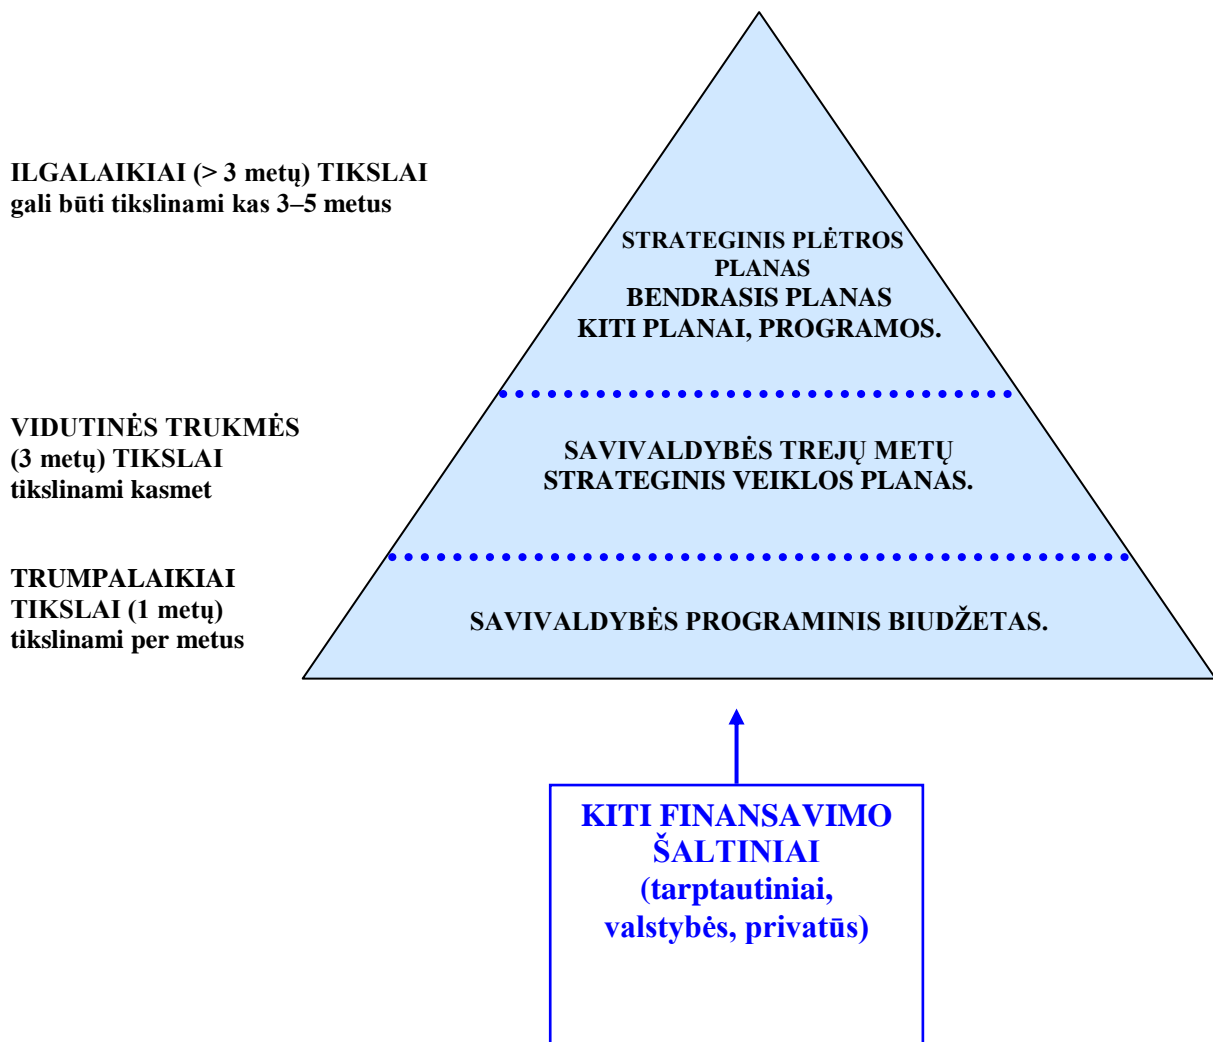 ILGALAIKIAI (> 3 metų) TIKSLAI
gali būti tikslinami kas 3–5 metus
STRATEGINIS PLĖTROS
PLANAS
BENDRASIS PLANAS
KITI PLANAI, PROGRAMOS.
VIDUTINĖS TRUKMĖS
(3 metų) TIKSLAI
tikslinami kasmet
SAVIVALDYBĖS TREJŲ METŲ
STRATEGINIS VEIKLOS PLANAS.
TRUMPALAIKIAI
TIKSLAI (1 metų)
tikslinami per metus
SAVIVALDYBĖS PROGRAMINIS BIUDŽETAS.
KITI FINANSAVIMO
ŠALTINIAI
(tarptautiniai,
valstybės, privatūs)